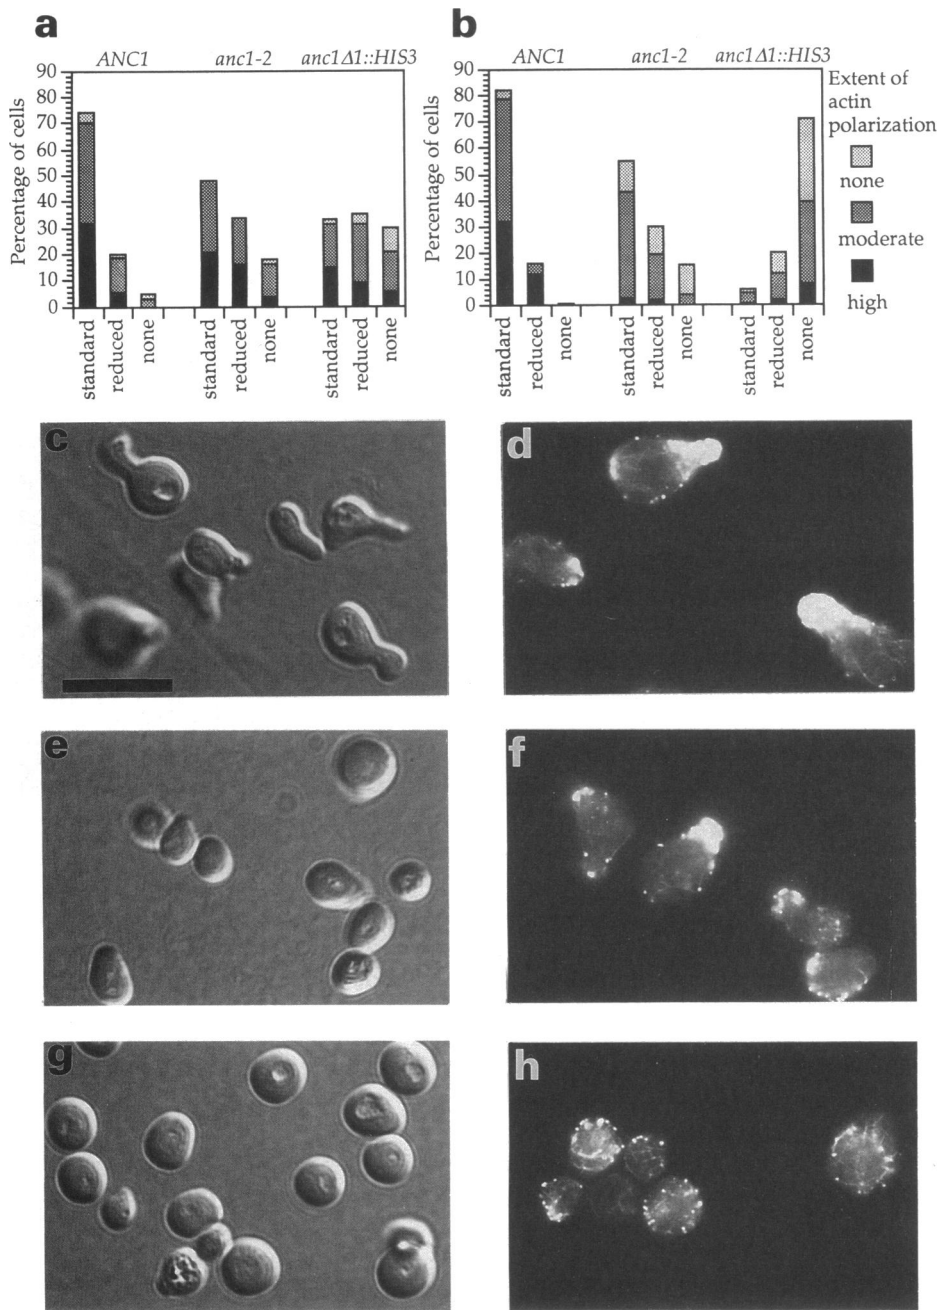 a
ANC1 anc1-2 anc1Δ1::HIS3
Percentage of cells
90
80
70
60
50
40
30
20
10
0
standard
reduced
none
standard
reduced
none
standard
reduced
none
b
ANC1 anc1-2 anc1Δ1::HIS3
Percentage of cells
90
80
70
60
50
40
30
20
10
0
standard
reduced
none
standard
reduced
none
standard
reduced
none
Extent of
actin
polarization
none
moderate
high
c
d
e
f
g
h